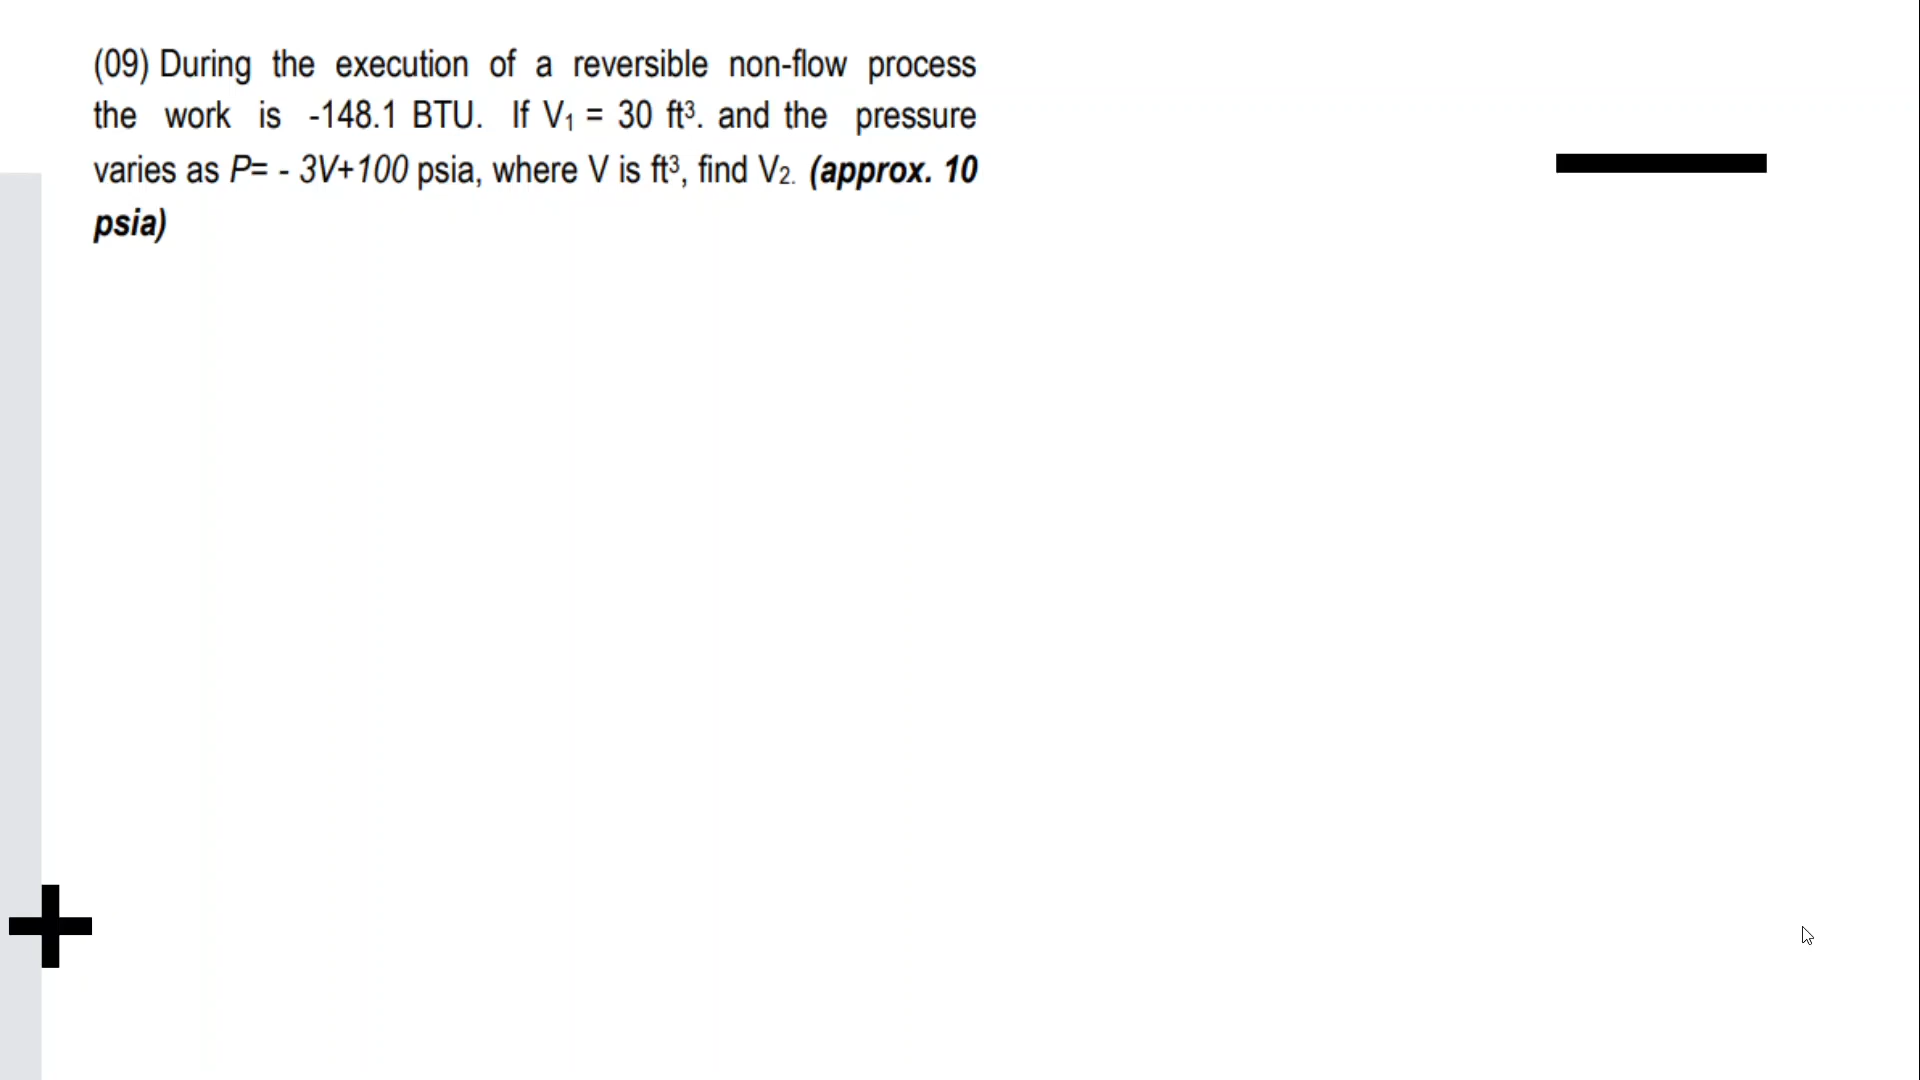 (09) During the execution of a reversible non-flow process
the work is -148.1 BTU. If V₁ = 30 ft³. and the pressure
varies as P= - 3V+100 psia, where V is ft³, find V₂. (approx. 10
psia)